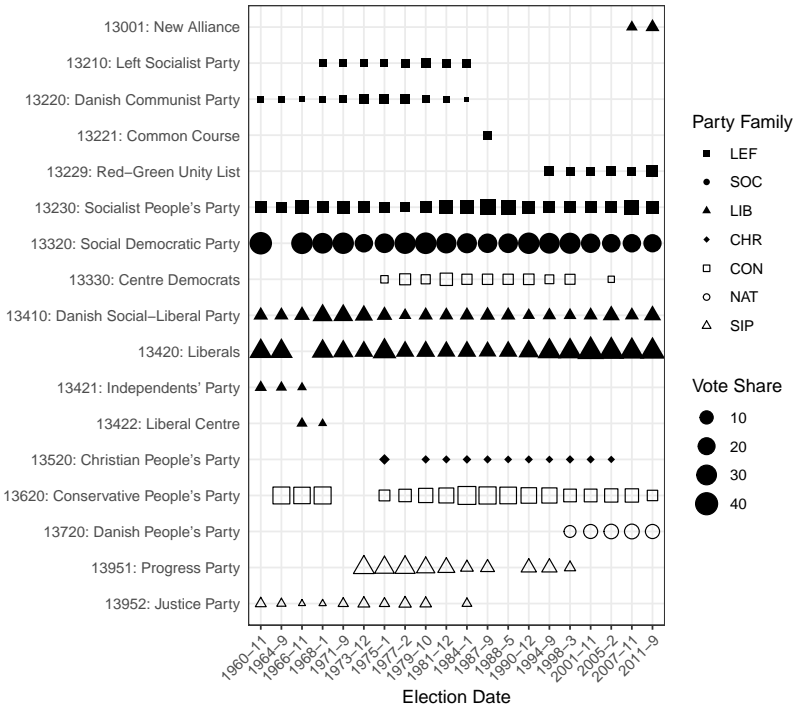 13001: New Alliance
13210: Left Socialist Party
13220: Danish Communist Party
13221: Common Course
13229: Red−Green Unity List
13230: Socialist People's Party
13320: Social Democratic Party
13330: Centre Democrats
13410: Danish Social−Liberal Party
13420: Liberals
13421: Independents' Party
13422: Liberal Centre
13520: Christian People's Party
13620: Conservative People's Party
13720: Danish People's Party
13951: Progress Party
13952: Justice Party
1960−11
1964−9
1966−11
1968−1
1971−9
1973−12
1975−1
1977−2
1979−10
1981−12
1984−1
1987−9
1988−5
1990−12
1994−9
1998−3
2001−11
2005−2
2007−11
2011−9
Election Date
Party Family
LEF
SOC
LIB
CHR
CON
NAT
SIP
Vote Share
10
20
30
40